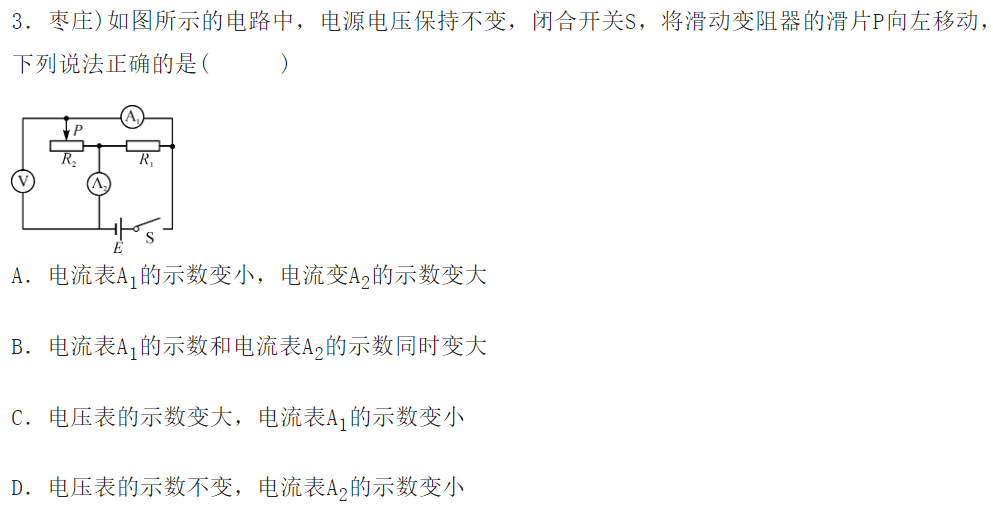 3. 枣庄)如图所示的电路中，电源电压保持不变，闭合开关S，将滑动变阻器的滑片P向左移动，
下列说法正确的是(　　　)
A₁
P
R₂
R₁
V
A₂
S
E
A. 电流表A₁的示数变小，电流变A₂的示数变大
B. 电流表A₁的示数和电流表A₂的示数同时变大
C. 电压表的示数变大，电流表A₁的示数变小
D. 电压表的示数不变，电流表A₂的示数变小